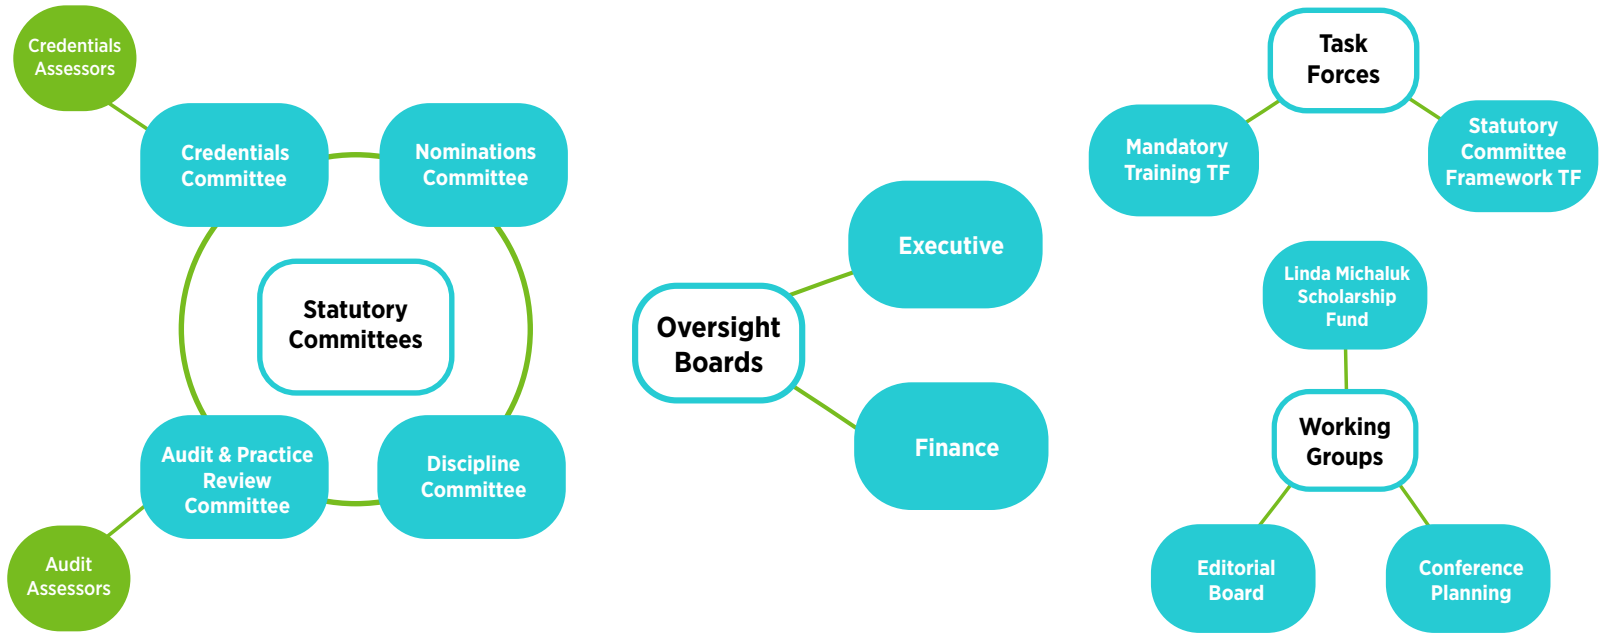 Credentials
Assessors
Credentials
Committee
Nominations
Committee
Statutory
Committees
Audit & Practice
Review
Committee
Discipline
Committee
Audit
Assessors
Oversight
Boards
Executive
Finance
Task
Forces
Mandatory
Training TF
Statutory
Committee
Framework TF
Linda Michaluk
Scholarship
Fund
Working
Groups
Editorial
Board
Conference
Planning